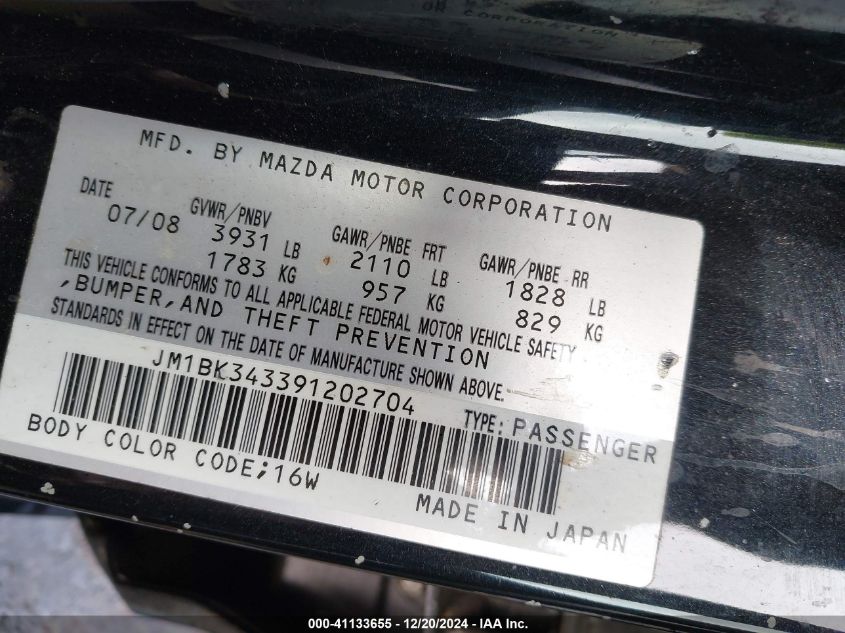 OR CORPORATION
MFD. BY MAZDA MOTOR CORPORATION
DATE GVWR/PNBV GAWR/PNBE FRT GAWR/PNBE RR
07/08 3931 LB 2110 LB 1828 LB
1783 KG 957 KG 829 KG
THIS VEHICLE CONFORMS TO ALL APPLICABLE FEDERAL MOTOR VEHICLE SAFETY
,BUMPER,AND THEFT PREVENTION
STANDARDS IN EFFECT ON THE DATE OF MANUFACTURE SHOWN ABOVE.
JM1BK343391202704 TYPE:PASSENGER
BODY COLOR CODE;16W
MADE IN JAPAN
000-41133655 - 12/20/2024 - IAA Inc.